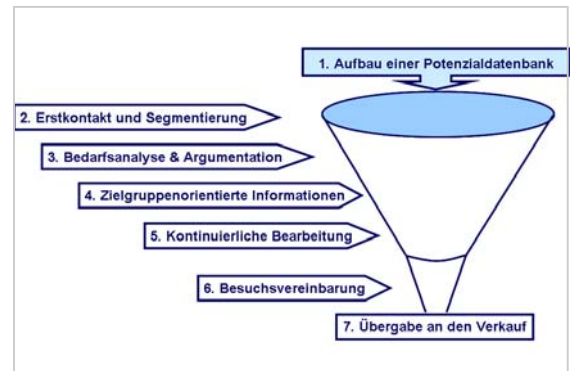 1. Aufbau einer Potenzialdatenbank
2. Erstkontakt und Segmentierung
3. Bedarfsanalyse & Argumentation
4. Zielgruppenorientierte Informationen
5. Kontinuierliche Bearbeitung
6. Besuchsvereinbarung
7. Übergabe an den Verkauf